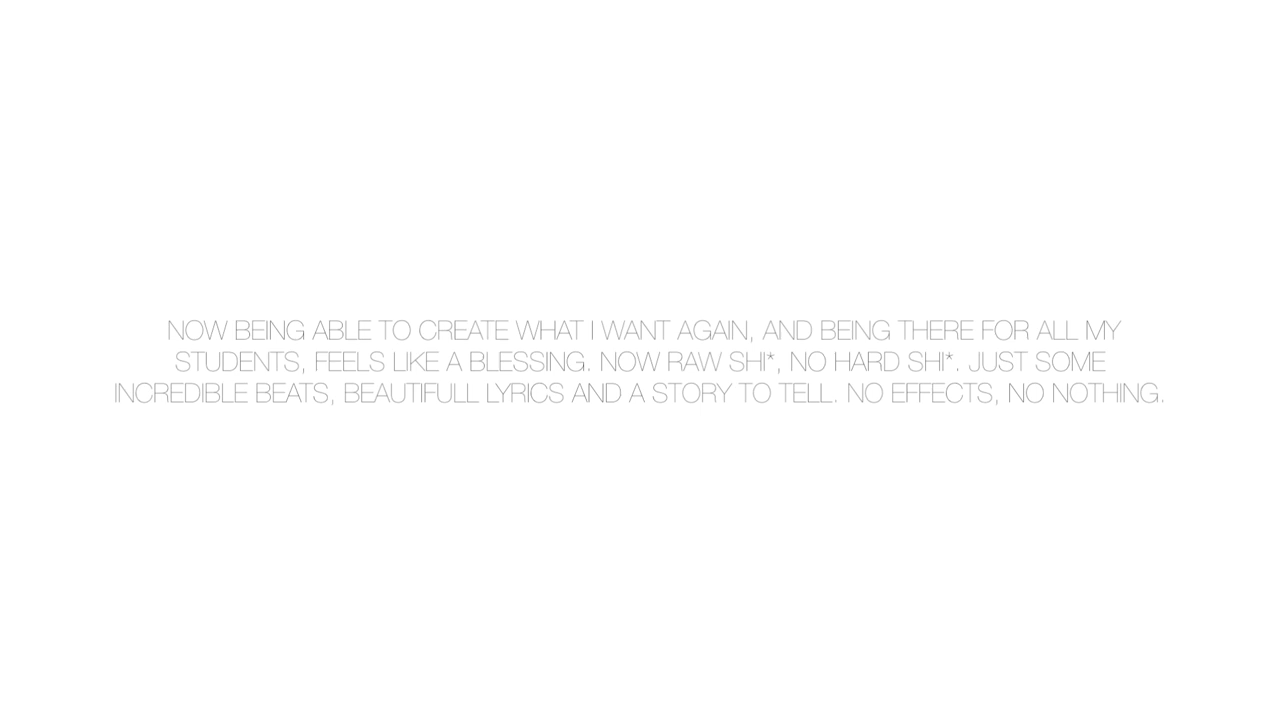 NOW BEING ABLE TO CREATE WHAT I WANT AGAIN, AND BEING THERE FOR ALL MY
STUDENTS, FEELS LIKE A BLESSING. NOW RAW SHI*, NO HARD SHI*. JUST SOME
INCREDIBLE BEATS, BEAUTIFULL LYRICS AND A STORY TO TELL. NO EFFECTS, NO NOTHING.